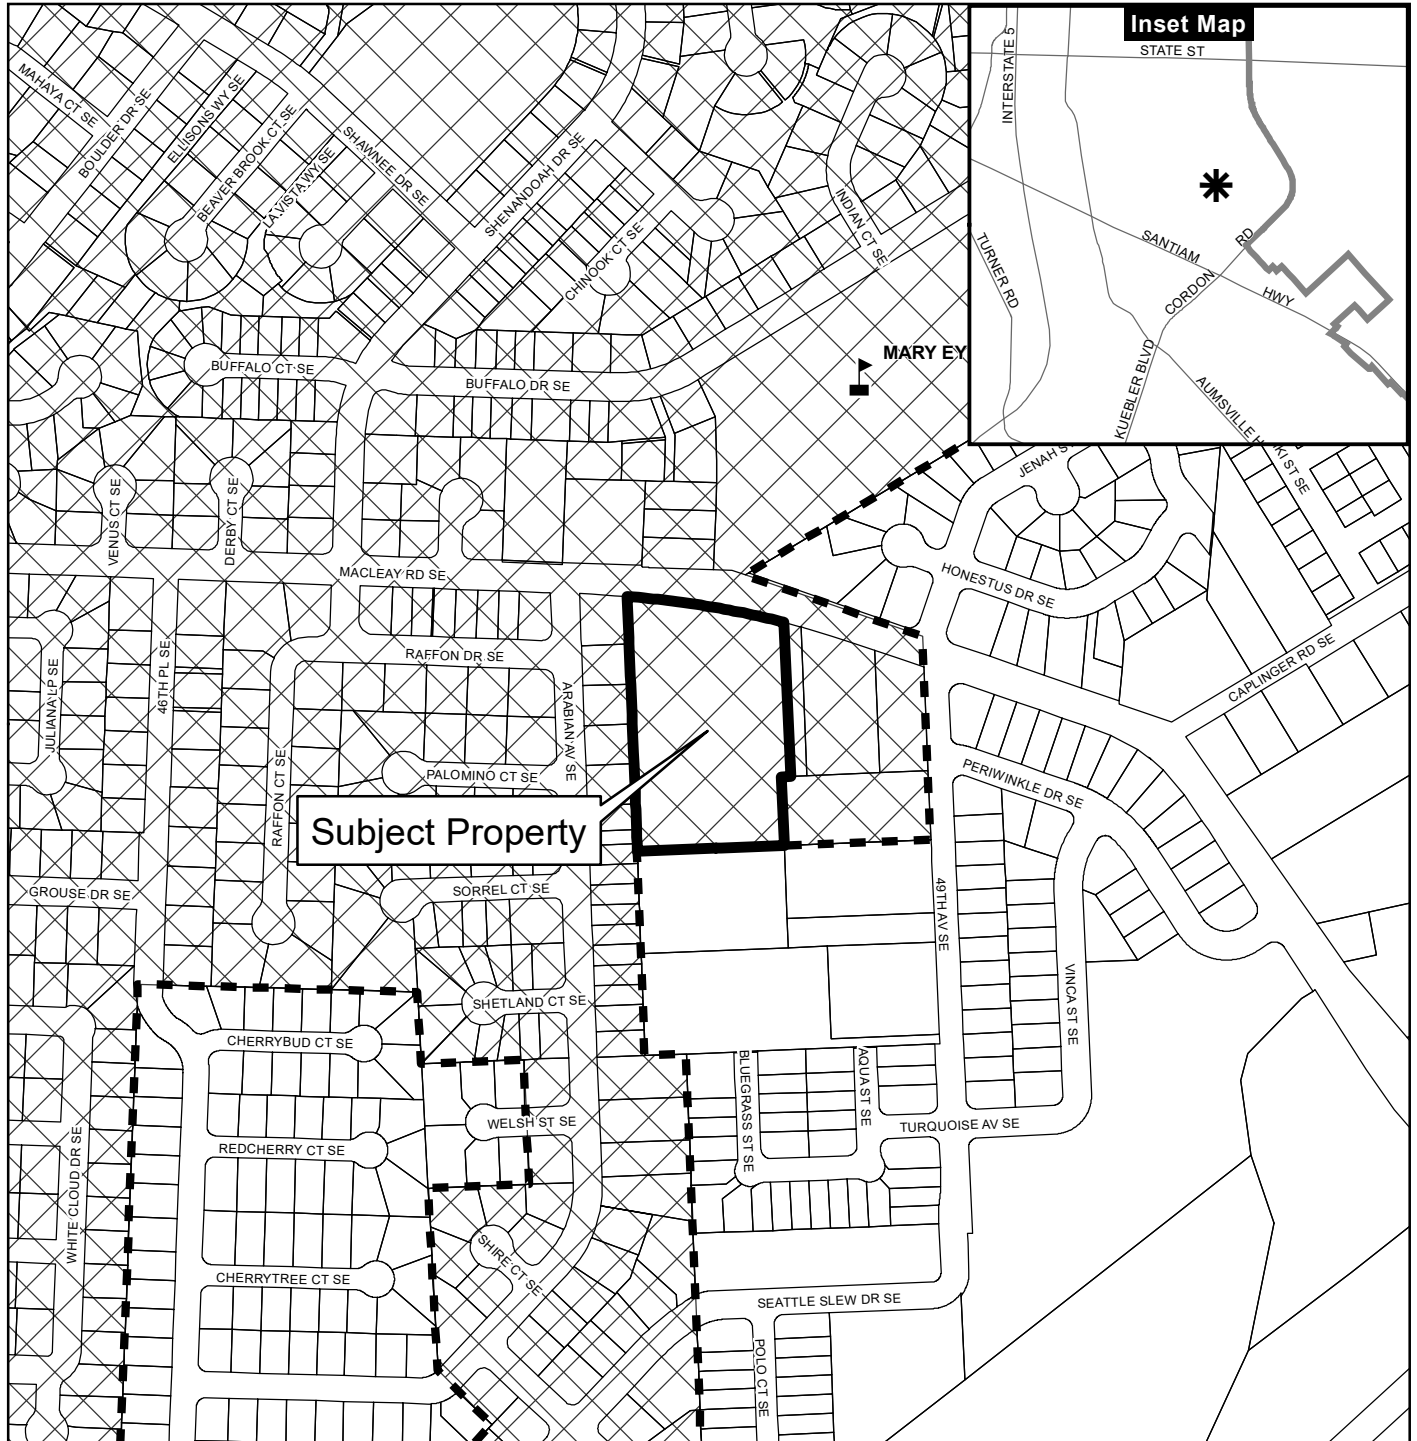 Inset Map
STATE ST
INTERSTATE 5
SANTIAM
HWY
TURNER RD
CORDON
RD
KUEBLER BLVD
AUMSVILLE H
KI ST SE
MAHAYA CT SE
BOULDER DR SE
ELLISONS WY SE
BEAVER BROOK CT SE
LA VISTA WY SE
SHAWNEE DR SE
SHENANDOAH DR SE
CHINOOK CT SE
INDIAN CT SE
MARY EY
BUFFALO CT SE
BUFFALO DR SE
JENAH S
VENUS CT SE
DERBY CT SE
MACLEAY RD SE
HONESTUS DR SE
CAPLINGER RD SE
JULIANA LP SE
46TH PL SE
RAFFON DR SE
ARABIAN AV SE
RAFFON CT SE
PALOMINO CT SE
PERIWINKLE DR SE
Subject Property
GROUSE DR SE
SORREL CT SE
49TH AV SE
VINCA ST SE
SHETLAND CT SE
CHERRYBUD CT SE
BLUEGRASS ST SE
AQUA ST SE
WELSH ST SE
TURQUOISE AV SE
REDCHERRY CT SE
WHITE CLOUD DR SE
SHIRE CT SE
CHERRYTREE CT SE
SEATTLE SLEW DR SE
POLO CT SE